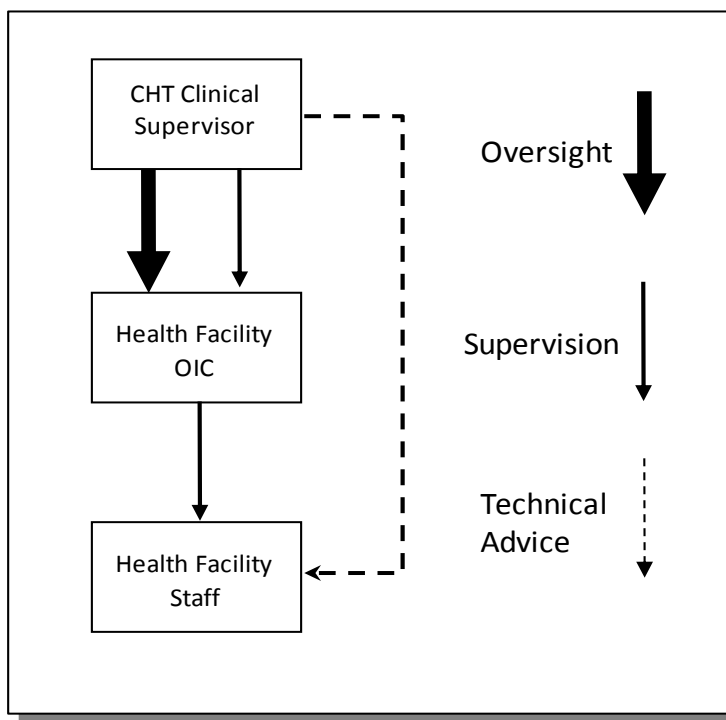 CHT Clinical
Supervisor
Oversight
Health Facility
OIC
Supervision
Technical
Advice
Health Facility
Staff